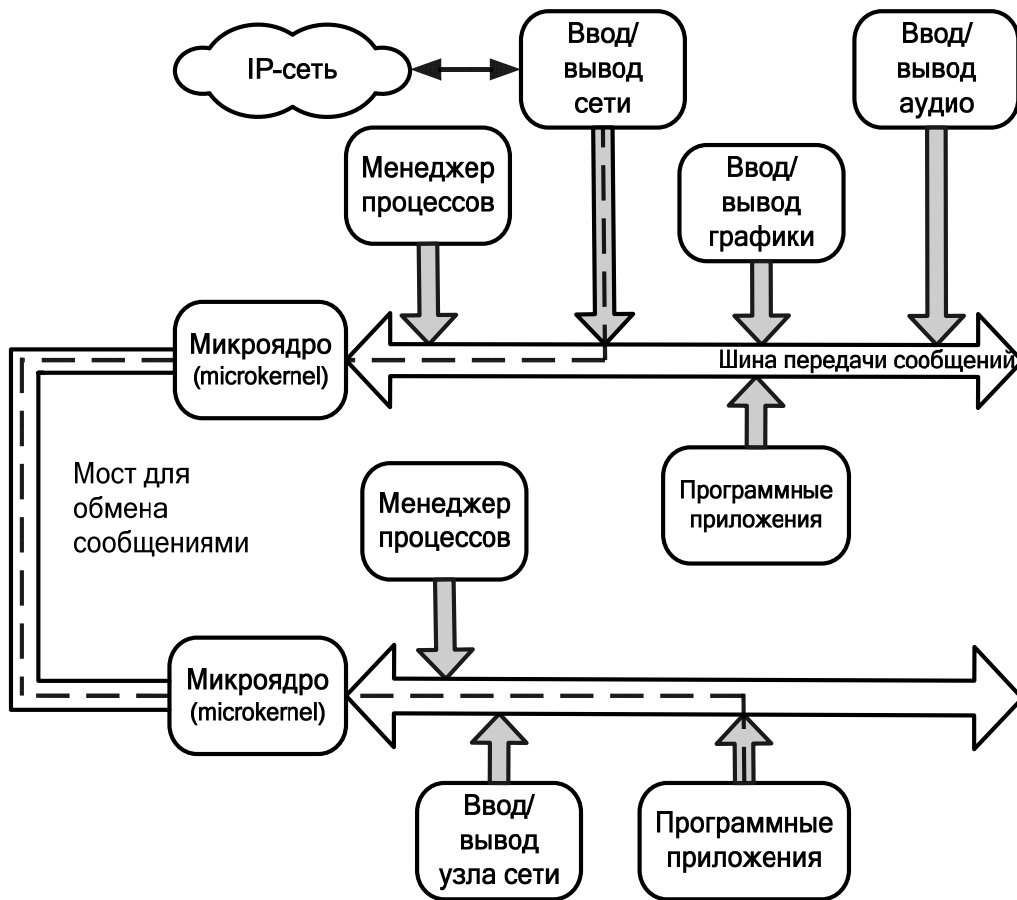 IP-сеть
Ввод/
вывод
сети
Ввод/
вывод
аудио
Менеджер
процессов
Ввод/
вывод
графики
Микроядро
(microkernel)
Шина передачи сообщений
Мост для
обмена
сообщениями
Менеджер
процессов
Программные
приложения
Микроядро
(microkernel)
Ввод/
вывод
узла сети
Программные
приложения